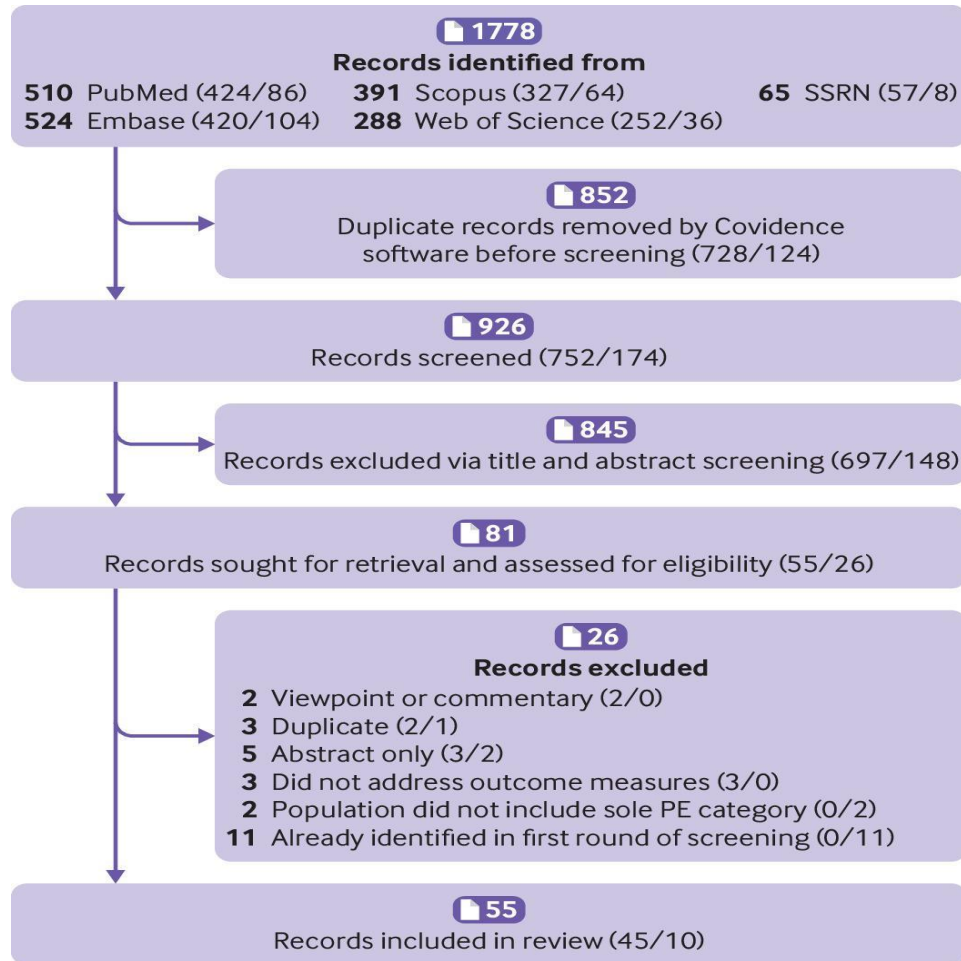 1778
Records identified from
510 PubMed (424/86) 391 Scopus (327/64) 65 SSRN (57/8)
524 Embase (420/104) 288 Web of Science (252/36)
852
Duplicate records removed by Covidence
software before screening (728/124)
926
Records screened (752/174)
845
Records excluded via title and abstract screening (697/148)
81
Records sought for retrieval and assessed for eligibility (55/26)
26
Records excluded
2 Viewpoint or commentary (2/0)
3 Duplicate (2/1)
5 Abstract only (3/2)
3 Did not address outcome measures (3/0)
2 Population did not include sole PE category (0/2)
11 Already identified in first round of screening (0/11)
55
Records included in review (45/10)